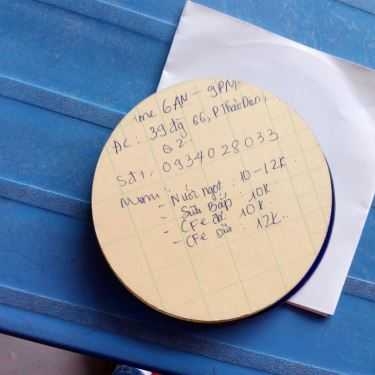 Time 6AM - 9PM
ĐC: 39 đg 66, P.Thảo Điền,
Q2
Sđt: 0934028033
Menu:
- Nước ngọt 10-12K.
- Sữa Bắp : 10K
- CFe đá : 10K
- CFe sữa : 12K..